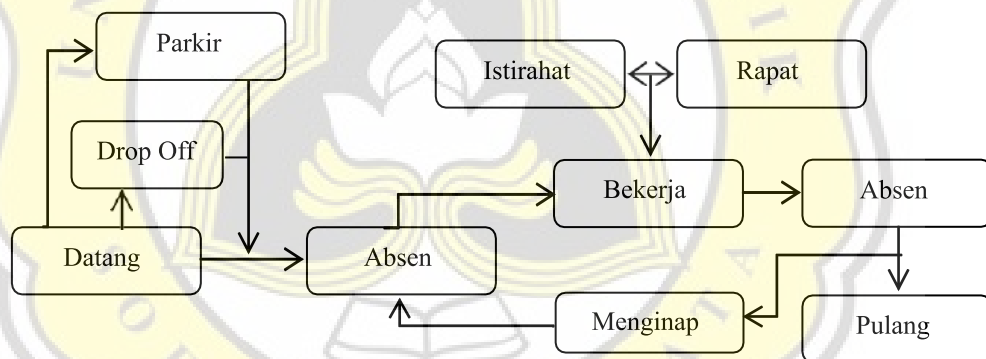 Parkir
Istirahat
Rapat
Drop Off
Bekerja
Absen
Datang
Absen
Menginap
Pulang